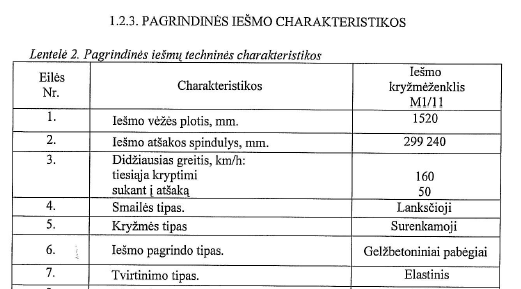 1.2.3. PAGRINDINĖS IEŠMO CHARAKTERISTIKOS
Lentelė 2. Pagrindinės iešmų techninės charakteristikos
Eilės Nr. Charakteristikos Iešmo kryžmėženklis M1/11
1. Iešmo vėžės plotis, mm. 1520
2. Iešmo atšakos spindulys, mm. 299 240
3. Didžiausias greitis, km/h:
tiesiąja kryptimi 160
sukant į atšaką 50
4. Smailės tipas. Lanksčioji
5. Kryžmės tipas Surenkamoji
6. Iešmo pagrindo tipas. Gelžbetoniniai pabėgiai
7. Tvirtinimo tipas. Elastinis